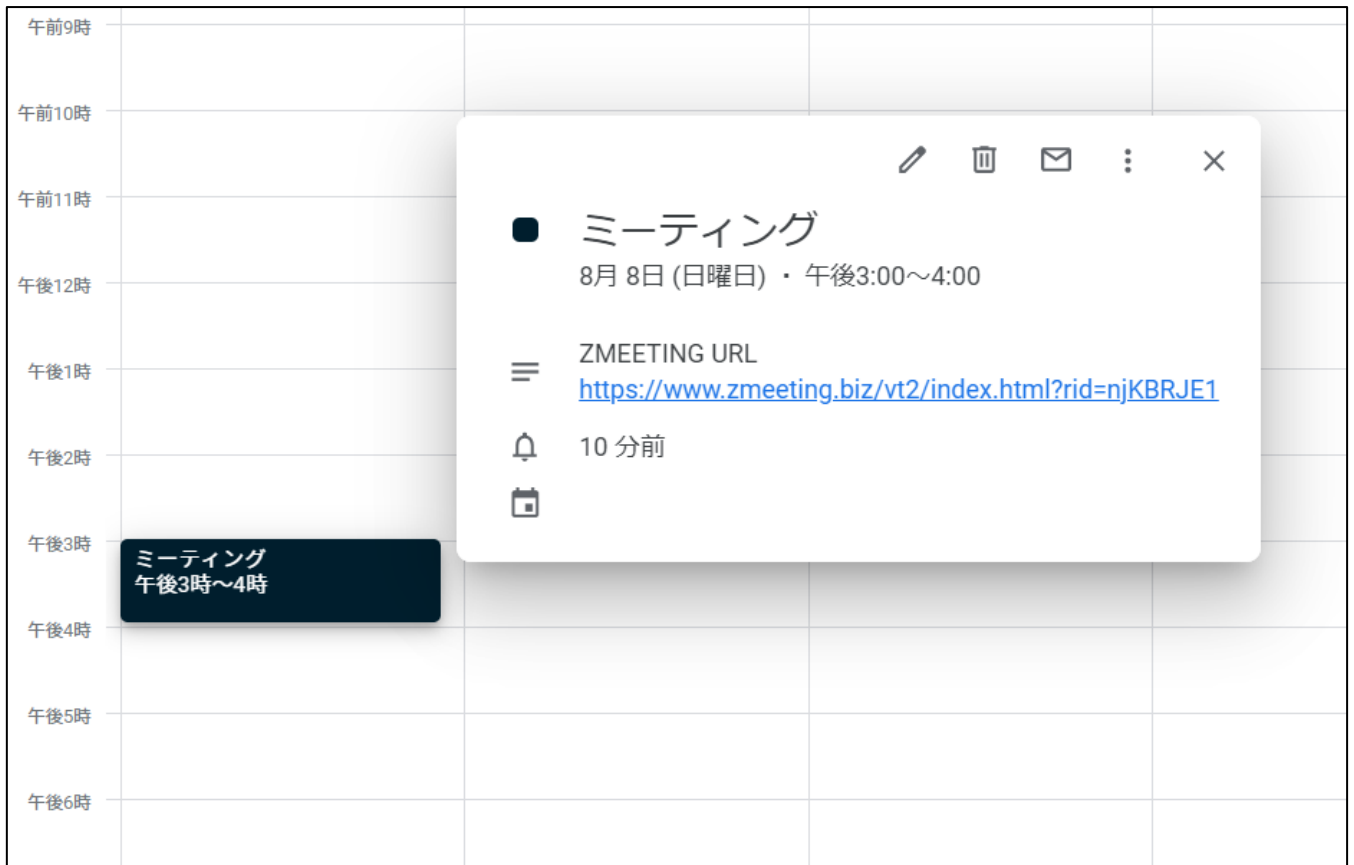 午前9時
午前10時
午前11時
午後12時
午後1時
午後2時
午後3時
午後4時
午後5時
午後6時
ミーティング
午後3時～4時
ミーティング
8月 8日 (日曜日) ・ 午後3:00～4:00
ZMEETING URL
https://www.zmeeting.biz/vt2/index.html?rid=njKBRJE1
10 分前